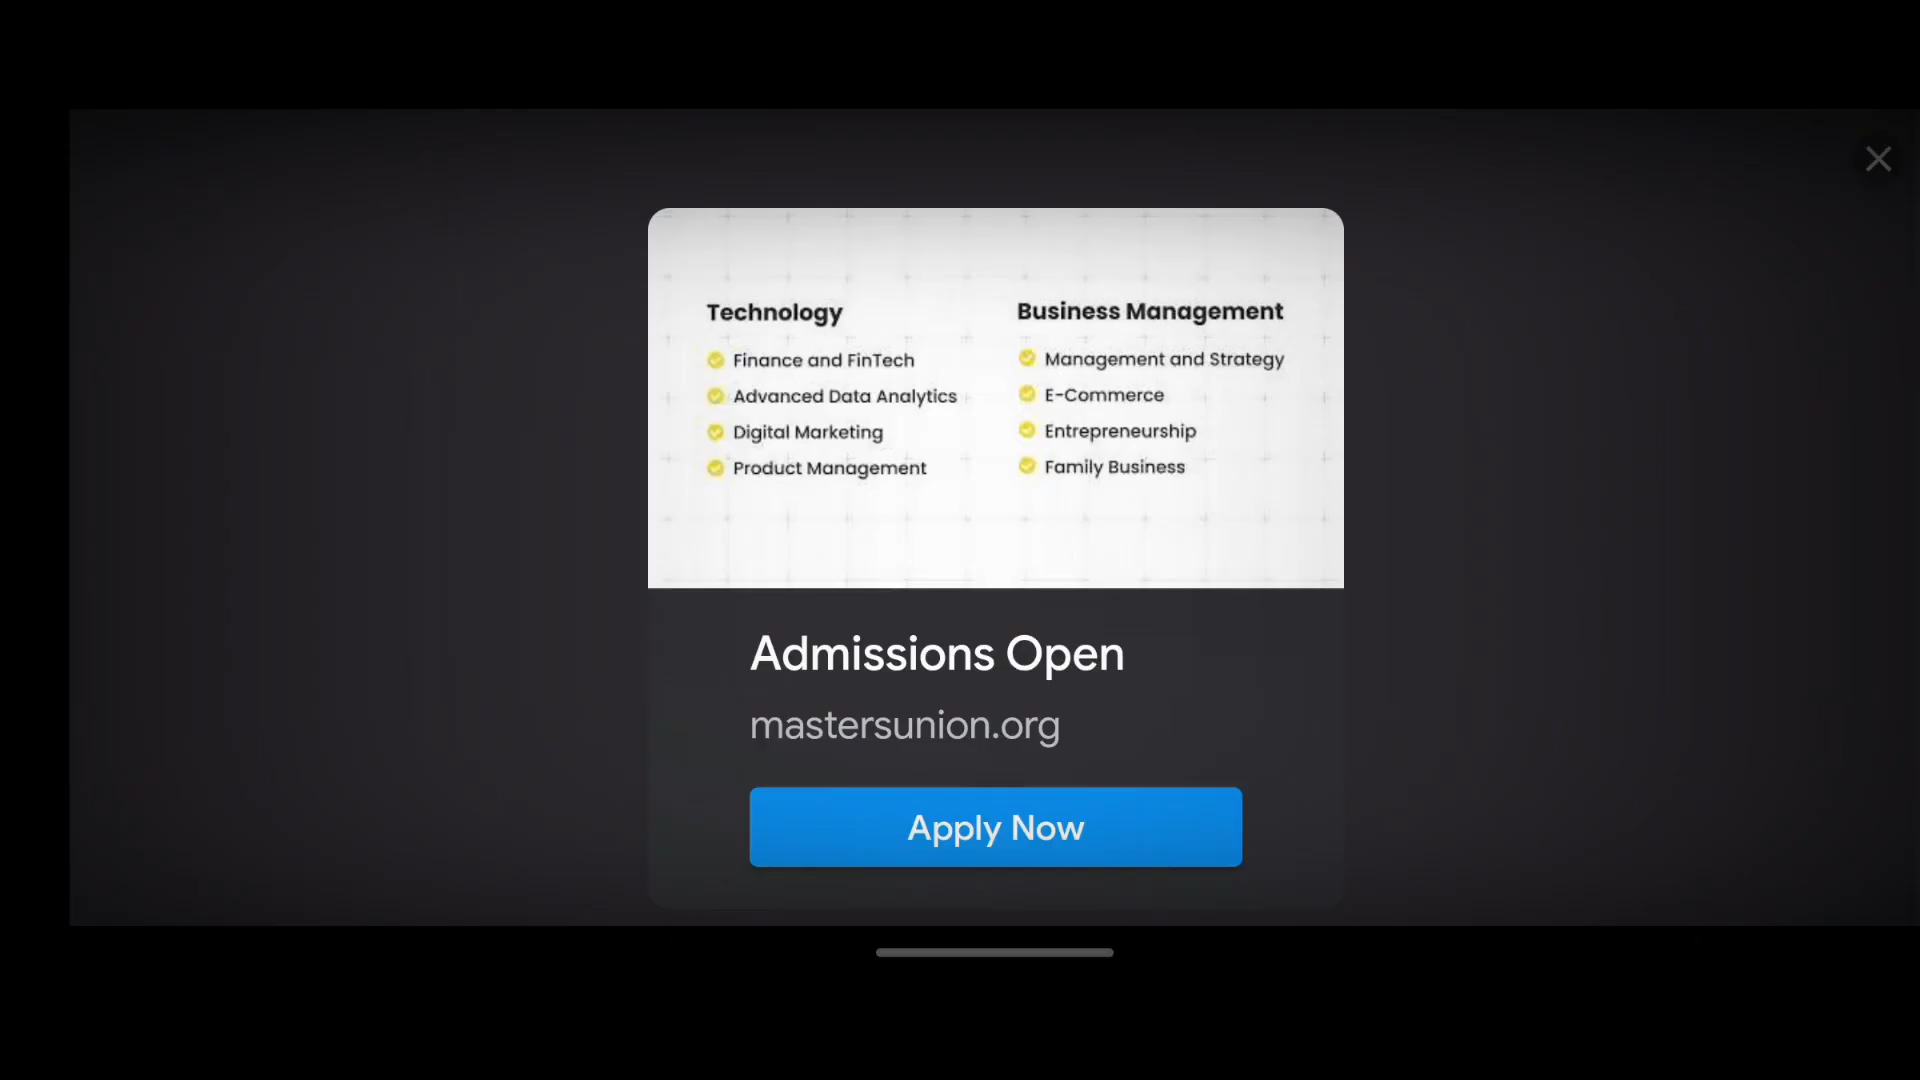 Technology
Finance and FinTech
Advanced Data Analytics
Digital Marketing
Product Management
Business Management
Management and Strategy
E-Commerce
Entrepreneurship
Family Business
Admissions Open
mastersunion.org
Apply Now